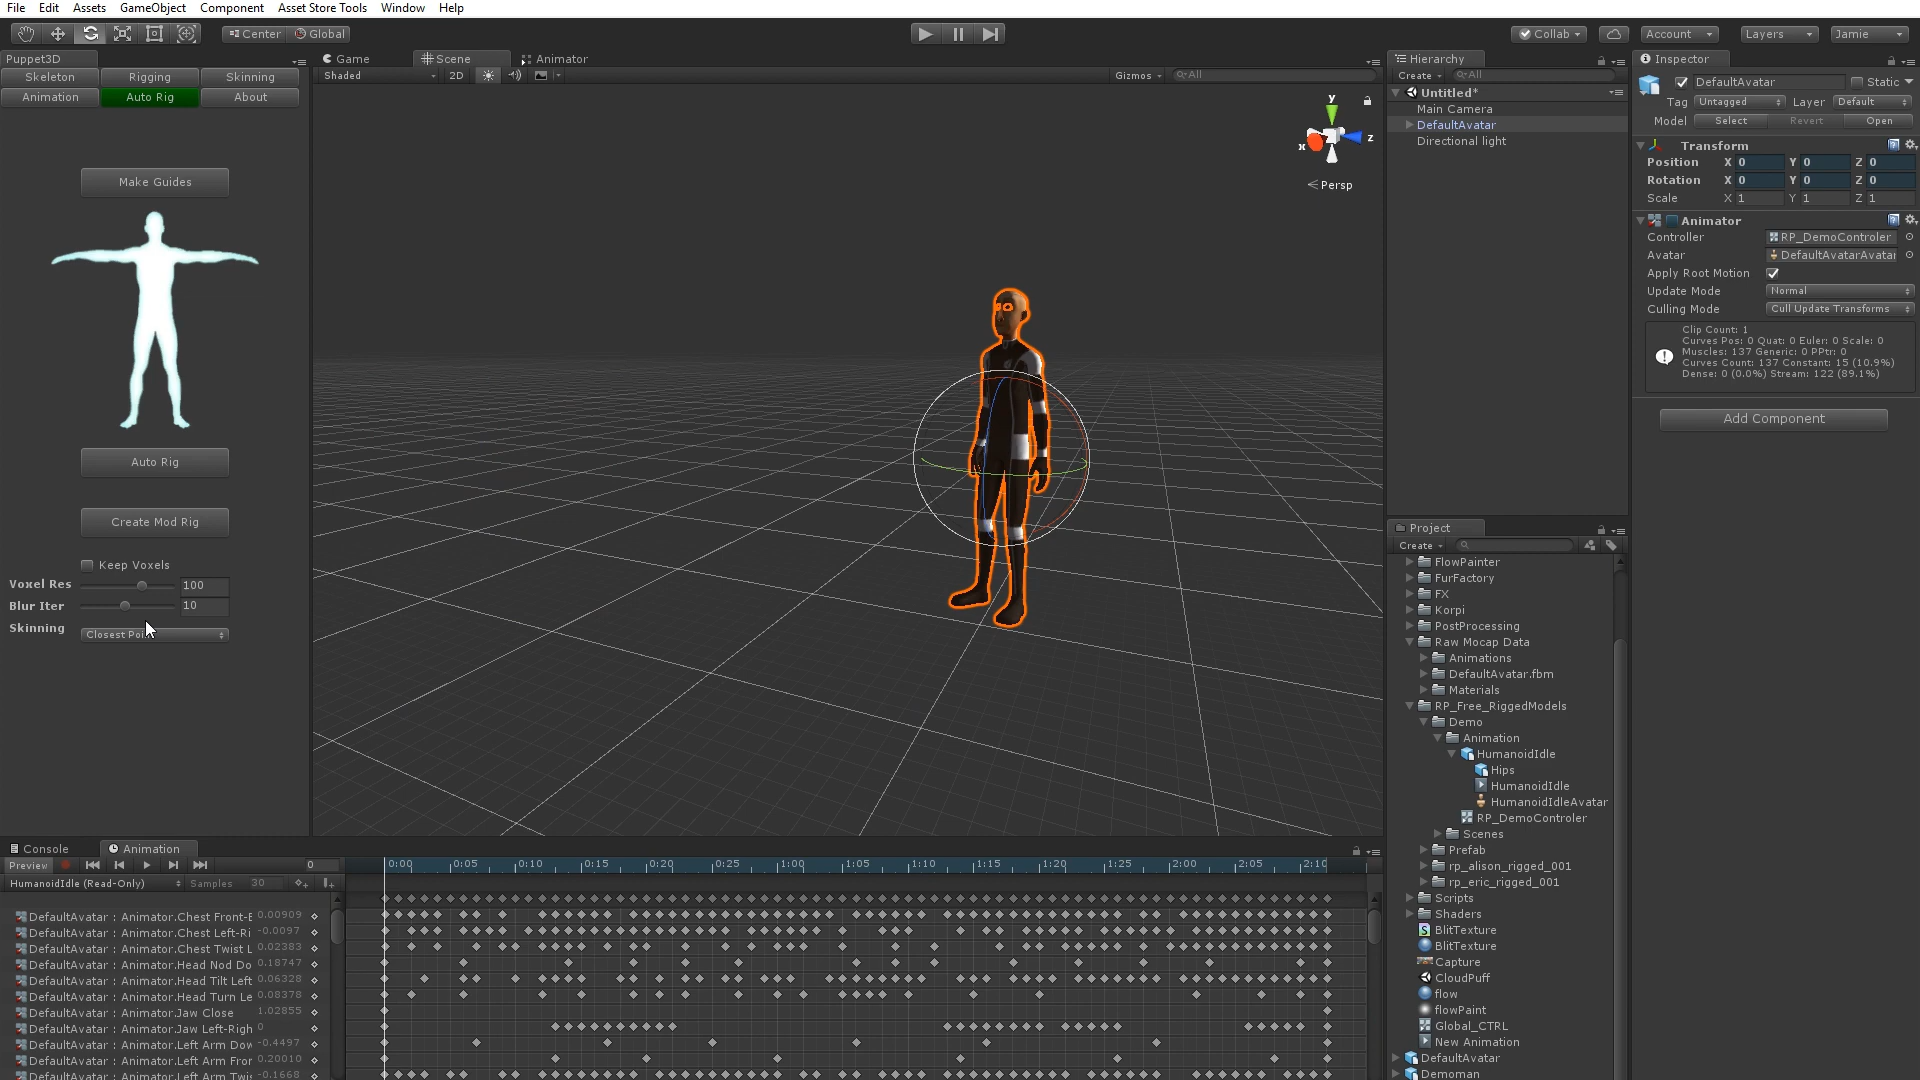 File Edit Assets GameObject Component Asset Store Tools Window Help
Center Global Collab Account Layers Jamie
Puppet3D
Skeleton Rigging Skinning
Animation Auto Rig About
Make Guides
Auto Rig
Create Mod Rig
Keep Voxels
Voxel Res 100
Blur Iter 10
Skinning Closest
Game Scene Animator
Shaded 2D Gizmos All
y
x z
Persp
Hierarchy
Create All
Untitled*
Main Camera
DefaultAvatar
Directional light
Project
Create
FlowPainter
FurFactory
FX
Korpi
PostProcessing
Raw Mocap Data
Animations
DefaultAvatar.fbm
Materials
RP_Free_RiggedModels
Demo
Animation
HumanoidIdle
Hips
HumanoidIdle
HumanoidIdleAvatar
RP_DemoControler
Scenes
Prefab
rp_alison_rigged_001
rp_eric_rigged_001
Scripts
Shaders
BlitTexture
BlitTexture
Capture
CloudPuff
flow
flowPaint
Global_CTRL
New Animation
DefaultAvatar
Demoman
Inspector
DefaultAvatar Static
Tag Untagged Layer Default
Model Select Revert Open
Transform
Position X 0 Y 0 Z 0
Rotation X 0 Y 0 Z 0
Scale X 1 Y 1 Z 1
Animator
Controller RP_DemoControler
Avatar DefaultAvatarAvatar
Apply Root Motion
Update Mode Normal
Culling Mode Cull Update Transforms
Clip Count: 1
Curves Pos: 0 Quat: 0 Euler: 0 Scale: 0
Muscles: 137 Generic: 0 PPtr: 0
Curves Count: 137 Constant: 15 (10.9%)
Dense: 0 (0.0%) Stream: 122 (89.1%)
Add Component
Console Animation
Preview 0 0:00 0:05 0:10 0:15 0:20 0:25 1:00 1:05 1:10 1:15 1:20 1:25 2:00 2:05 2:10
HumanoidIdle (Read-Only) Samples 30
DefaultAvatar : Animator.Chest Front-E 0.00909
DefaultAvatar : Animator.Chest Left-Ri -0.0097
DefaultAvatar : Animator.Chest Twist L 0.02383
DefaultAvatar : Animator.Head Nod Do 0.18747
DefaultAvatar : Animator.Head Tilt Left 0.06328
DefaultAvatar : Animator.Head Turn Le 0.08378
DefaultAvatar : Animator.Jaw Close 1.02855
DefaultAvatar : Animator.Jaw Left-Righ 0
DefaultAvatar : Animator.Left Arm Dow -0.4497
DefaultAvatar : Animator.Left Arm Fror 0.20010
DefaultAvatar : Animator.Left Arm Twis -0.1668